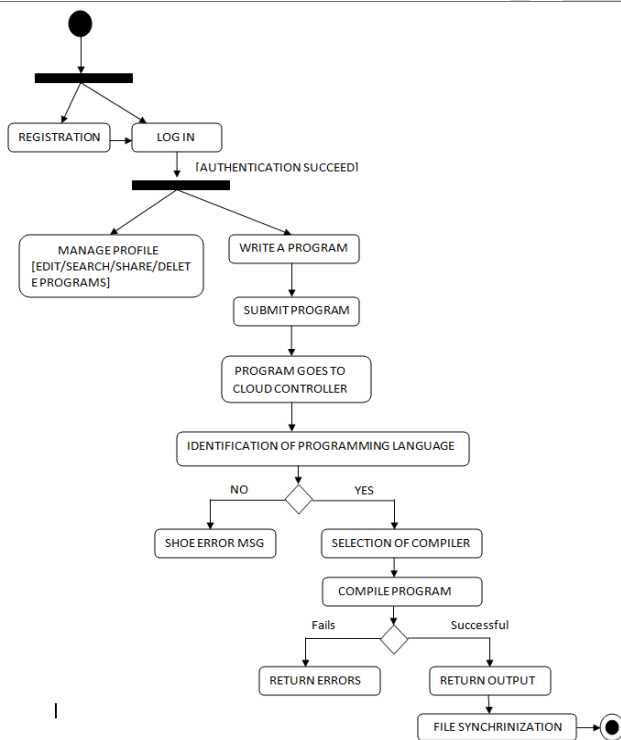 REGISTRATION
LOG IN
[AUTHENTICATION SUCCEED]
MANAGE PROFILE
[EDIT/SEARCH/SHARE/DELET
E PROGRAMS]
WRITE A PROGRAM
SUBMIT PROGRAM
PROGRAM GOES TO
CLOUD CONTROLLER
IDENTIFICATION OF PROGRAMMING LANGUAGE
NO
YES
SHOE ERROR MSG
SELECTION OF COMPILER
COMPILE PROGRAM
Fails
Successful
RETURN ERRORS
RETURN OUTPUT
FILE SYNCHRINIZATION